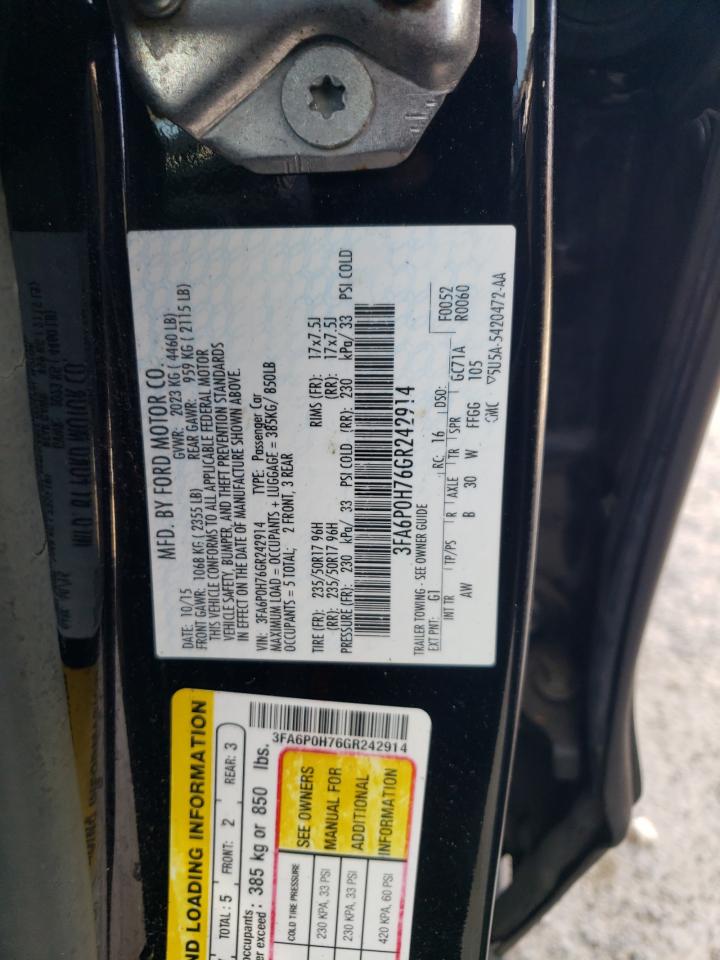 MFD. BY FORD MOTOR CO.
DATE: 10/15 GVWR: 2023 KG ( 4460 LB)
FRONT GAWR: 1068 KG ( 2355 LB) REAR GAWR: 959 KG ( 2115 LB)
THIS VEHICLE CONFORMS TO ALL APPLICABLE FEDERAL MOTOR
VEHICLE SAFETY, BUMPER, AND THEFT PREVENTION STANDARDS
IN EFFECT ON THE DATE OF MANUFACTURE SHOWN ABOVE.
VIN: 3FA6P0H76GR242914 TYPE: Passenger Car
MAXIMUM LOAD = OCCUPANTS + LUGGAGE = 385KG/ 850LB
OCCUPANTS = 5 TOTAL: 2 FRONT, 3 REAR
TIRE (FR): 235/50R17 96H RIMS (FR): 17x7.5J
(RR): 235/50R17 96H (RR): 17x7.5J
PRESSURE (FR): 230 kPa/ 33 PSI COLD (RR): 230 kPa/ 33 PSI COLD
3FA6P0H76GR242914
TRAILER TOWING - SEE OWNER GUIDE
EXT PNT: G1 RC: 16 DSO: GC71A F0052
R0060
INT TR TP/PS R AXLE TR SPR 105
AW B 30 W FFGG
5U5A-5420472-AA
ND LOADING INFORMATION
TOTAL: 5 FRONT: 2 REAR: 3
occupants
er exceed: 385 kg or 850 lbs.
3FA6P0H76GR242914
COLD TIRE PRESSURE
230 KPA, 33 PSI
230 KPA, 33 PSI
420 KPA, 60 PSI
SEE OWNERS
MANUAL FOR
ADDITIONAL
INFORMATION